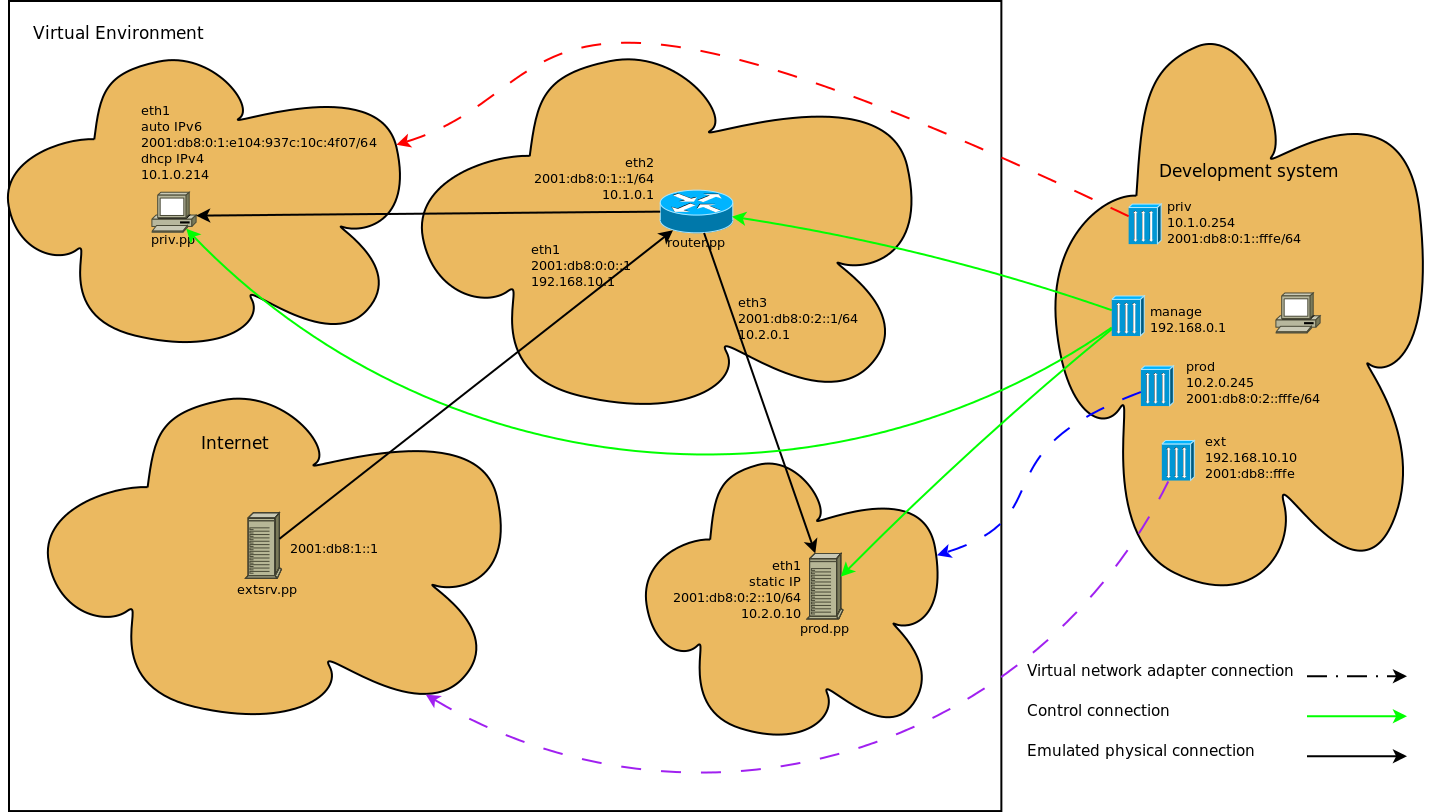 Virtual Environment
eth1
auto IPv6
2001:db8:0:1:e104:937c:10c:4f07/64
dhcp IPv4
10.1.0.214
priv.pp
eth2
2001:db8:0:1::1/64
10.1.0.1
router.pp
eth1
2001:db8:0:0::1
192.168.10.1
eth3
2001:db8:0:2::1/64
10.2.0.1
Development system
priv
10.1.0.254
2001:db8:0:1::fffe/64
manage
192.168.0.1
prod
10.2.0.245
2001:db8:0:2::fffe/64
ext
192.168.10.10
2001:db8::fffe
Internet
2001:db8:1::1
extsrv.pp
eth1
static IP
2001:db8:0:2::10/64
10.2.0.10
prod.pp
Virtual network adapter connection
Control connection
Emulated physical connection